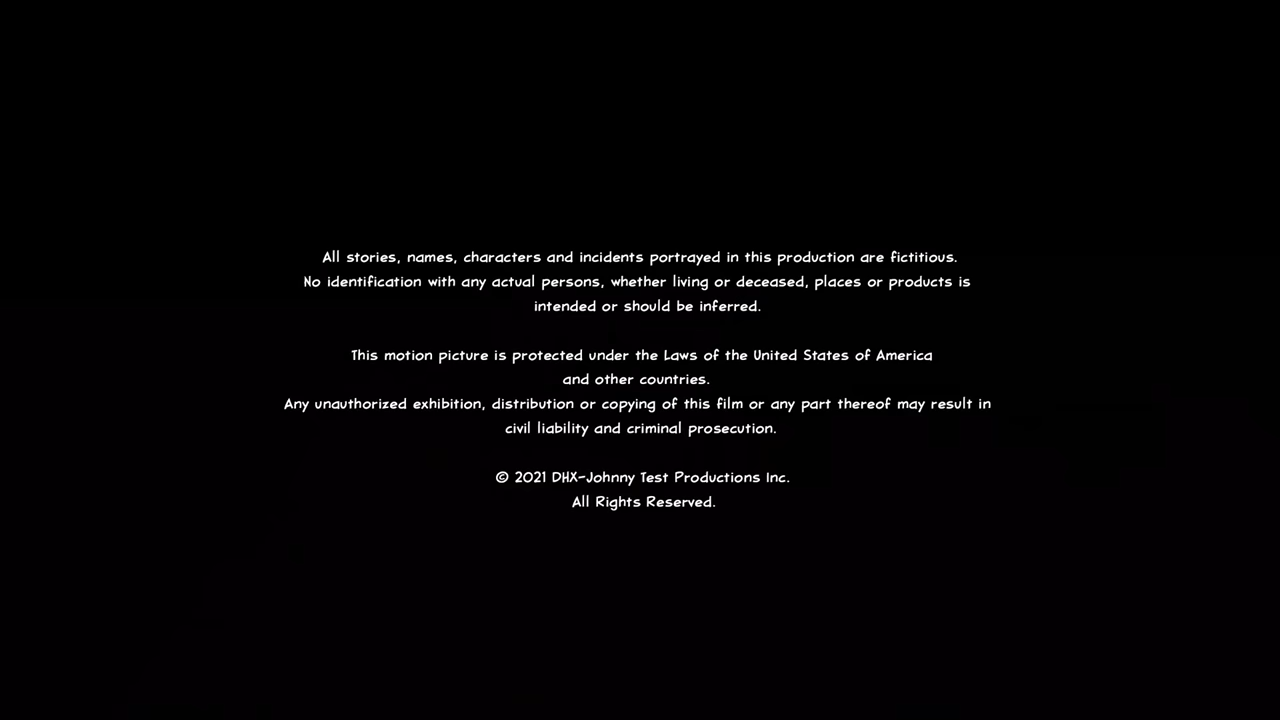 All stories, names, characters and incidents portrayed in this production are fictitious.
No identification with any actual persons, whether living or deceased, places or products is
intended or should be inferred.
This motion picture is protected under the Laws of the United States of America
and other countries.
Any unauthorized exhibition, distribution or copying of this film or any part thereof may result in
civil liability and criminal prosecution.
© 2021 DHX-Johnny Test Productions Inc.
All Rights Reserved.